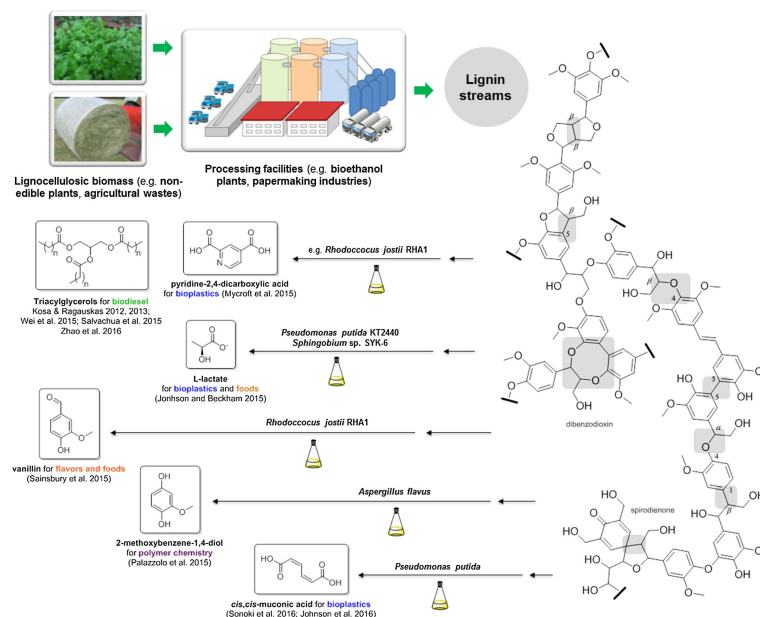 Lignin
streams
Lignocellulosic biomass (e.g. non-
edible plants, agricultural wastes)
Processing facilities (e.g. bioethanol
plants, papermaking industries)
Triacylglycerols for biodiesel
Kosa & Ragauskas 2012, 2013;
Wei et al. 2015; Salvachua et al. 2015
Zhao et al. 2016
pyridine-2,4-dicarboxylic acid
for bioplastics (Mycroft et al. 2015)
e.g. Rhodoccocus jostii RHA1
L-lactate
for bioplastics and foods
(Jonhson and Beckham 2015)
Pseudomonas putida KT2440
Sphingobium sp. SYK-6
vanillin for flavors and foods
(Sainsbury et al. 2015)
Rhodoccocus jostii RHA1
2-methoxybenzene-1,4-diol
for polymer chemistry
(Palazzolo et al. 2015)
Aspergillus flavus
cis,cis-muconic acid for bioplastics
(Sonoki et al. 2016; Johnson et al. 2016)
Pseudomonas putida
dibenzodioxin
spirodienone